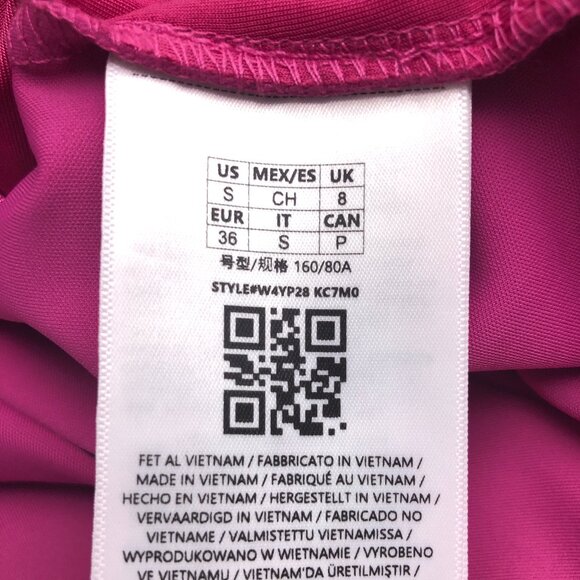 US MEX/ES UK
S CH 8
EUR IT CAN
36 S P
号型/规格 160/80A
STYLE#W4YP28 KC7M0
FET AL VIETNAM / FABBRICATO IN VIETNAM /
MADE IN VIETNAM / FABRIQUÉ AU VIETNAM /
HECHO EN VIETNAM / HERGESTELLT IN VIETNAM /
VERVAARDIGD IN VIETNAM / FABRICADO NO
VIETNAME / VALMISTETTU VIETNAMISSA /
WYPRODUKOWANO W WIETNAMIE / VYROBENO
VE VIETNAMU / VIETNAM'DA ÜRETILMIŞTIR /